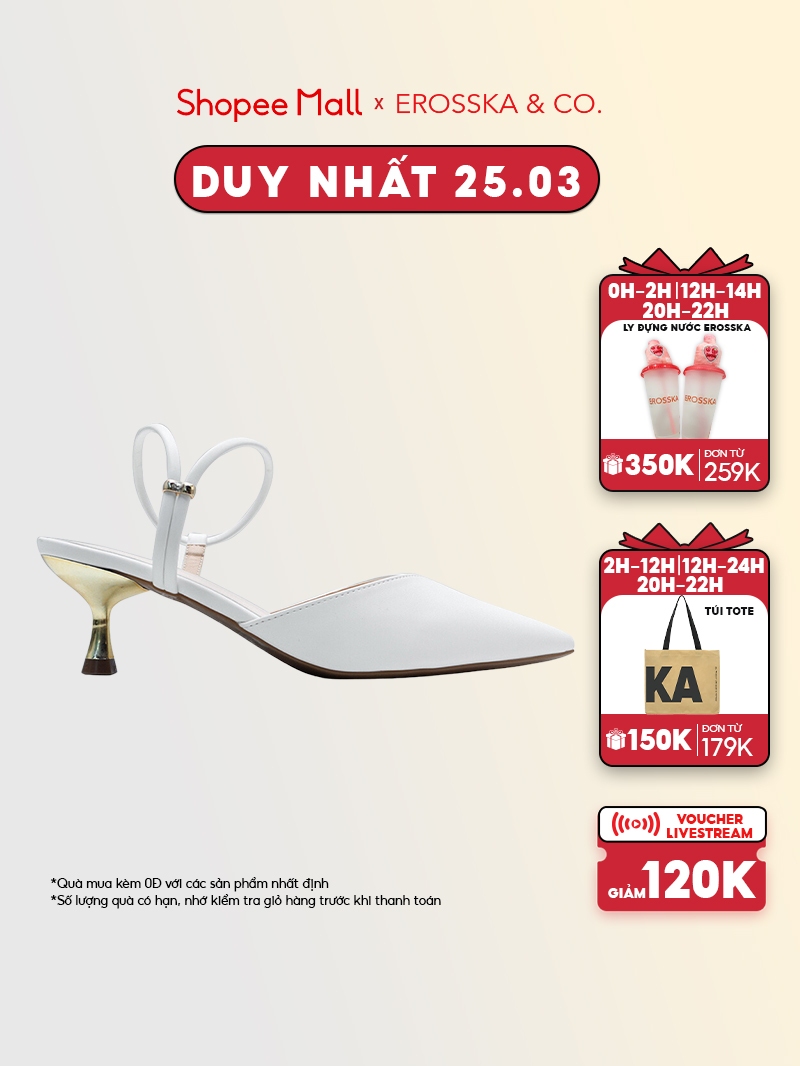 Shopee Mall x EROSSKA & CO.
DUY NHẤT 25.03
0H-2H|12H-14H
20H-22H
LY ĐỰNG NƯỚC EROSSKA
EROSSKA EROSSKA
350K
ĐƠN TỪ
259K
2H-12H|12H-24H
20H-22H
TÚI TOTE
KA
150K
ĐƠN TỪ
179K
VOUCHER
LIVESTREAM
GIẢM 120K
*Quà mua kèm 0Đ với các sản phẩm nhất định
*Số lượng quà có hạn, nhớ kiểm tra giỏ hàng trước khi thanh toán